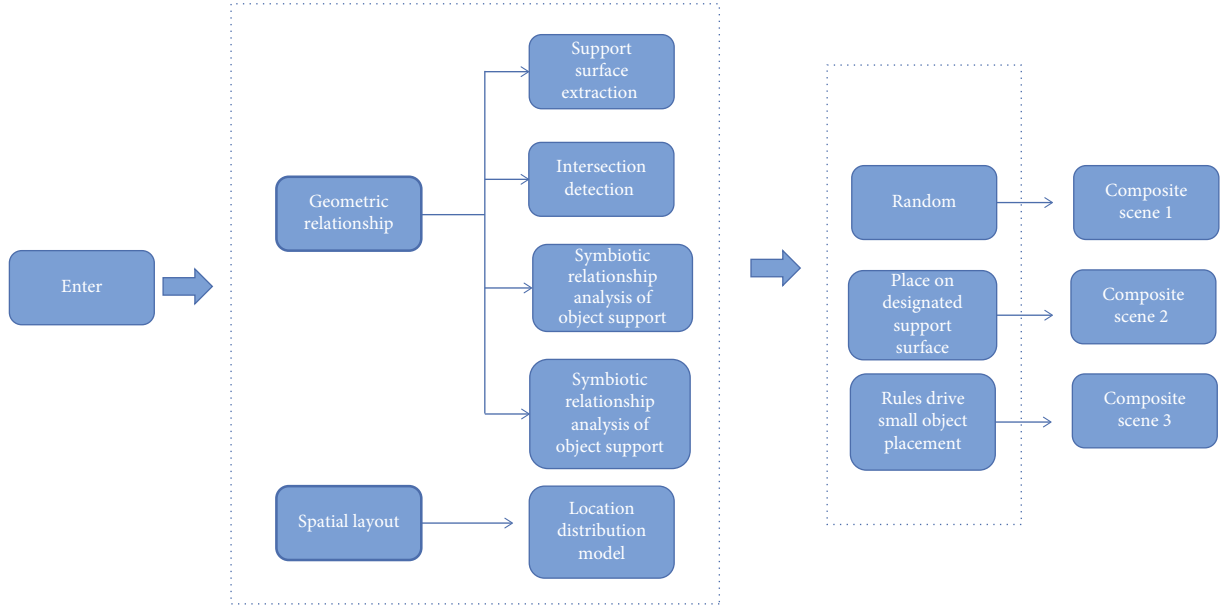 Enter
Geometric
relationship
Spatial layout
Support
surface
extraction
Intersection
detection
Symbiotic
relationship
analysis of
object support
Symbiotic
relationship
analysis of
object support
Location
distribution
model
Random
Place on
designated
support
surface
Rules drive
small object
placement
Composite
scene 1
Composite
scene 2
Composite
scene 3